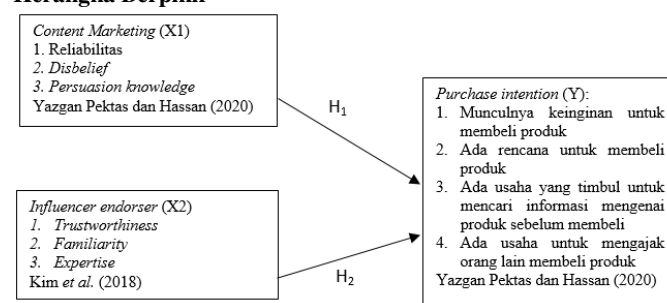 Kerangka Berpikir
Content Marketing (X1)
1. Reliabilitas
2. Disbelief
3. Persuasion knowledge
Yazgan Pektas dan Hassan (2020)
H1
Purchase intention (Y):
1. Munculnya keinginan untuk
membeli produk
2. Ada rencana untuk membeli
produk
3. Ada usaha yang timbul untuk
mencari informasi mengenai
produk sebelum membeli
4. Ada usaha untuk mengajak
orang lain membeli produk
Yazgan Pektas dan Hassan (2020)
Influencer endorser (X2)
1. Trustworthiness
2. Familiarity
3. Expertise
Kim et al. (2018)
H2